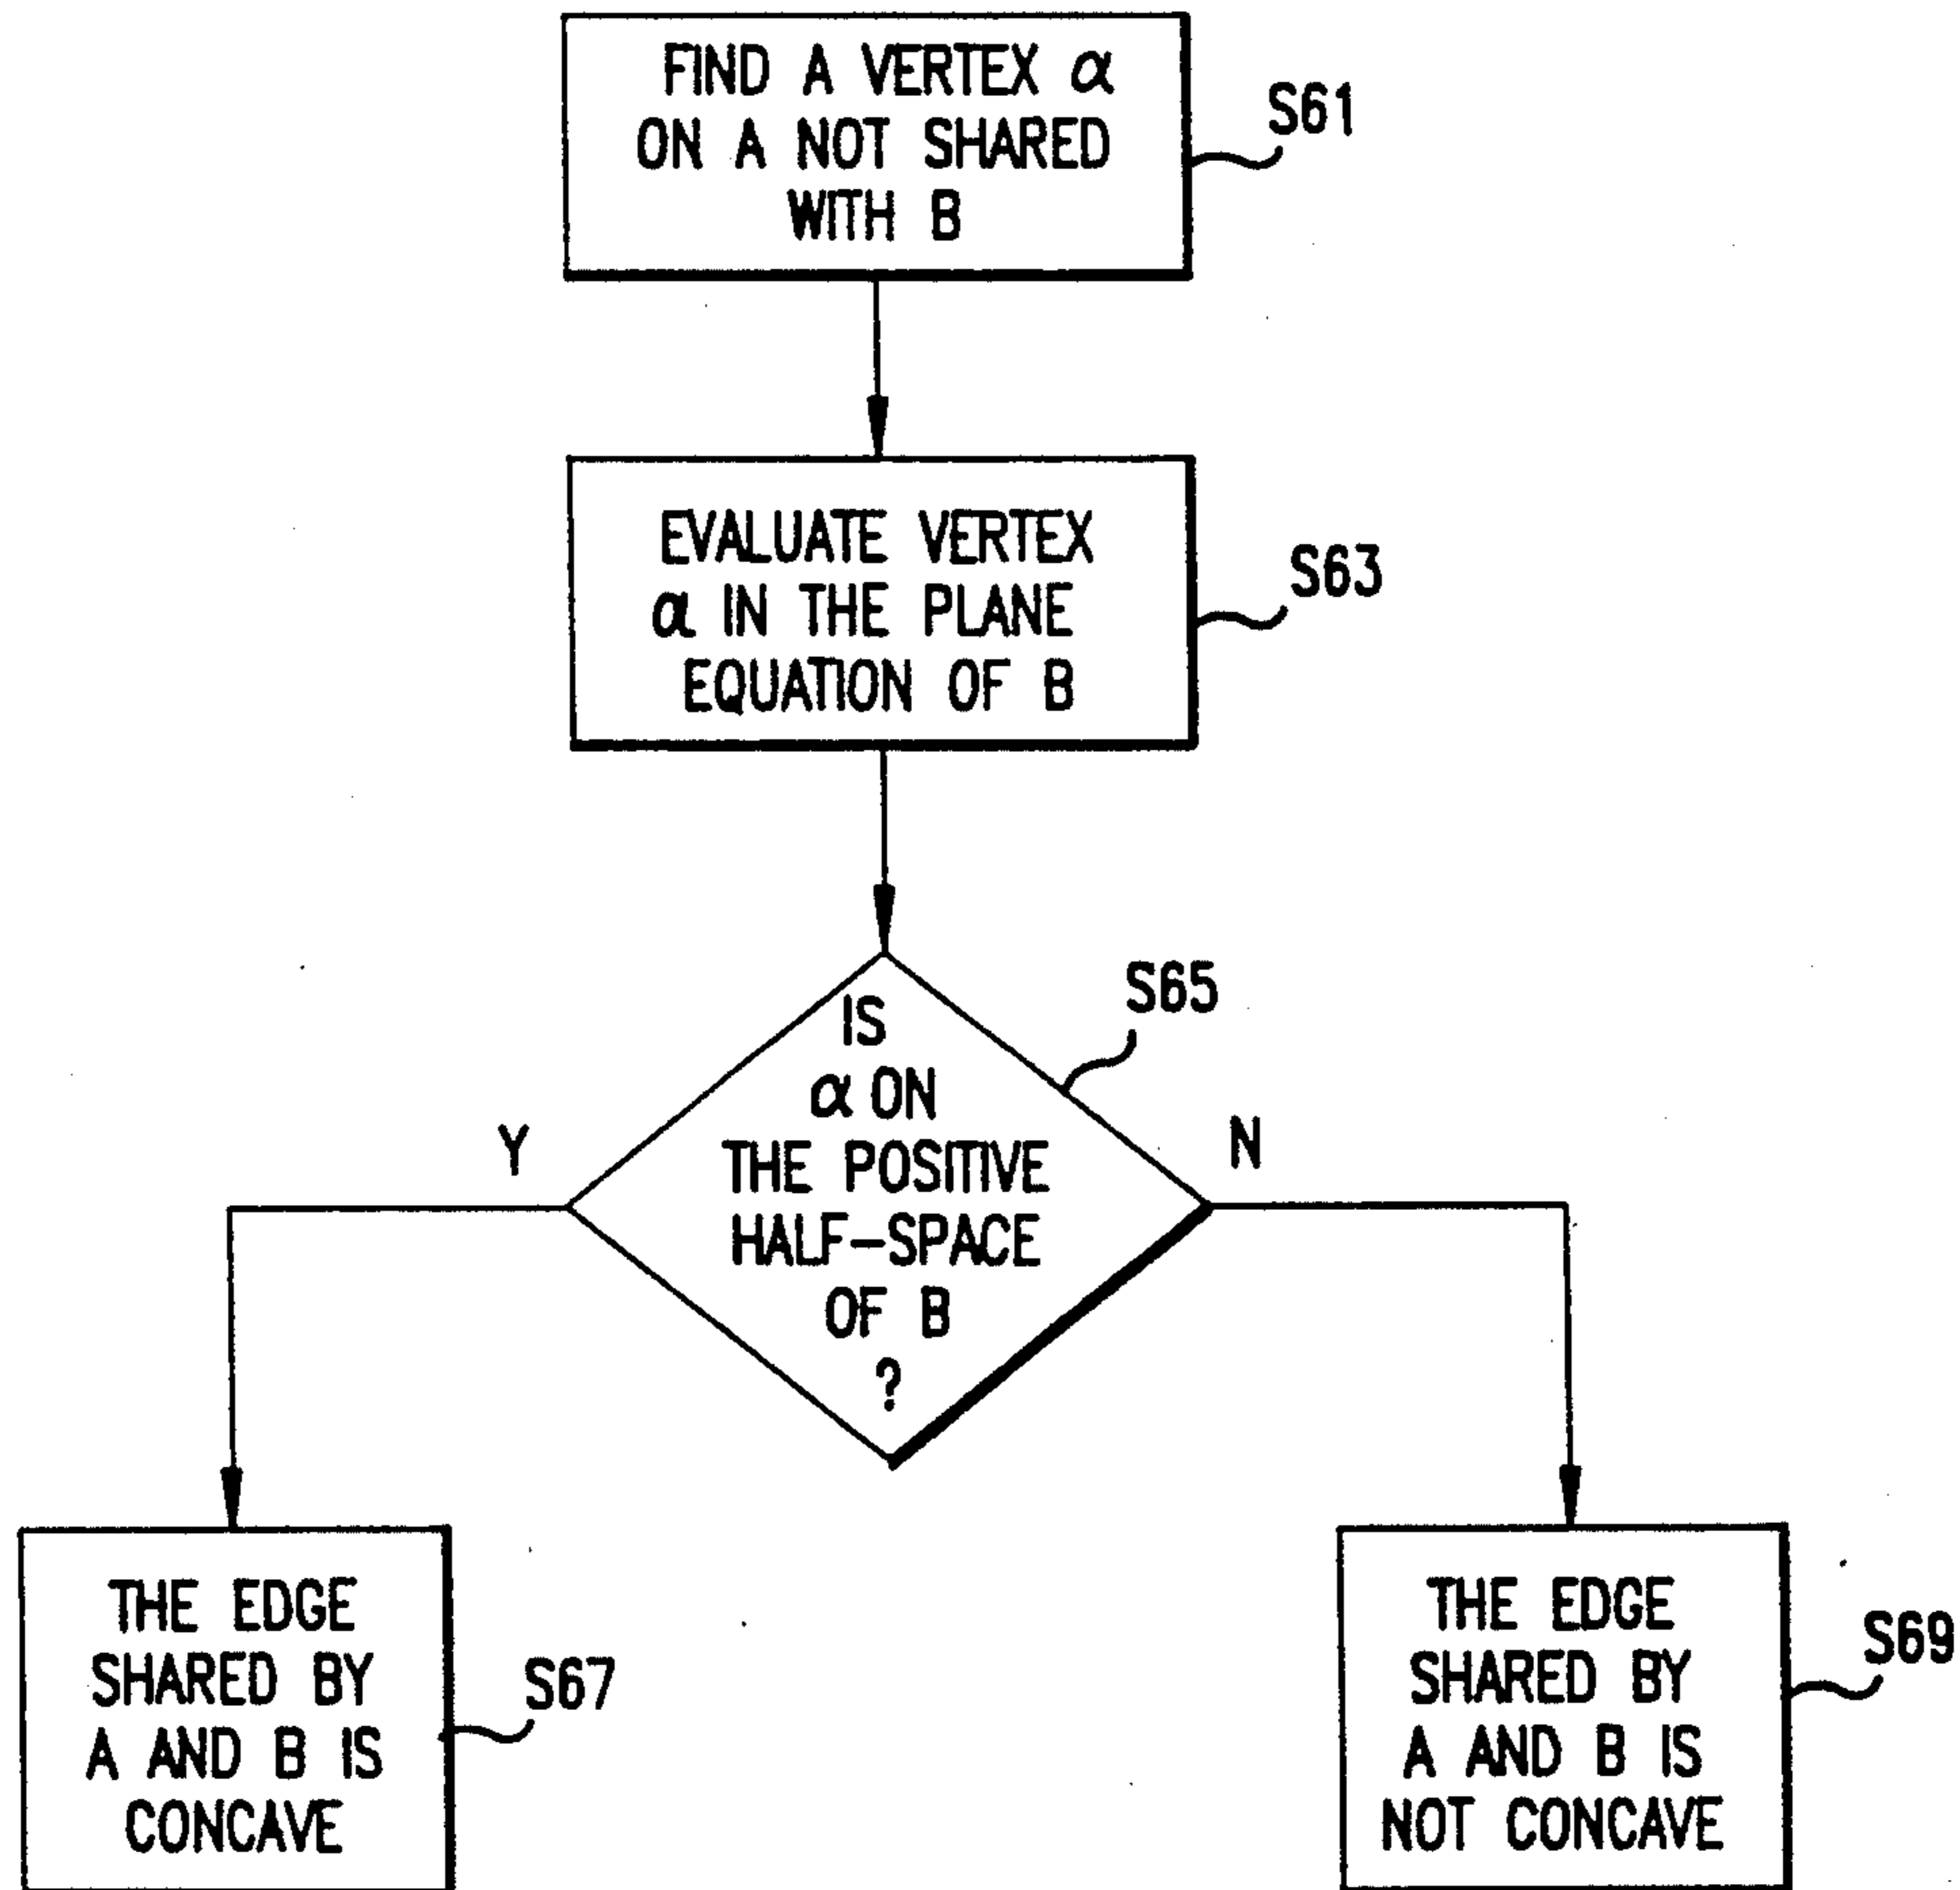 FIND A VERTEX α
ON A NOT SHARED
WITH B
S61
EVALUATE VERTEX
α IN THE PLANE
EQUATION OF B
S63
IS
α ON
THE POSITIVE
HALF-SPACE
OF B
?
S65
Y
N
THE EDGE
SHARED BY
A AND B IS
CONCAVE
S67
THE EDGE
SHARED BY
A AND B IS
NOT CONCAVE
S69